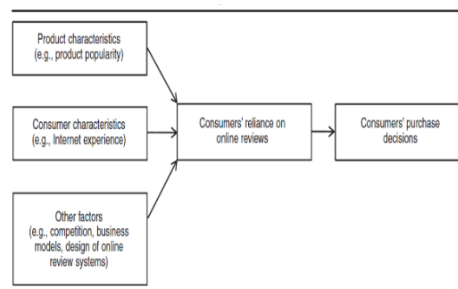 Product characteristics
(e.g., product popularity)
Consumer characteristics
(e.g., Internet experience)
Consumers' reliance on
online reviews
Consumers' purchase
decisions
Other factors
(e.g., competition, business
models, design of online
review systems)